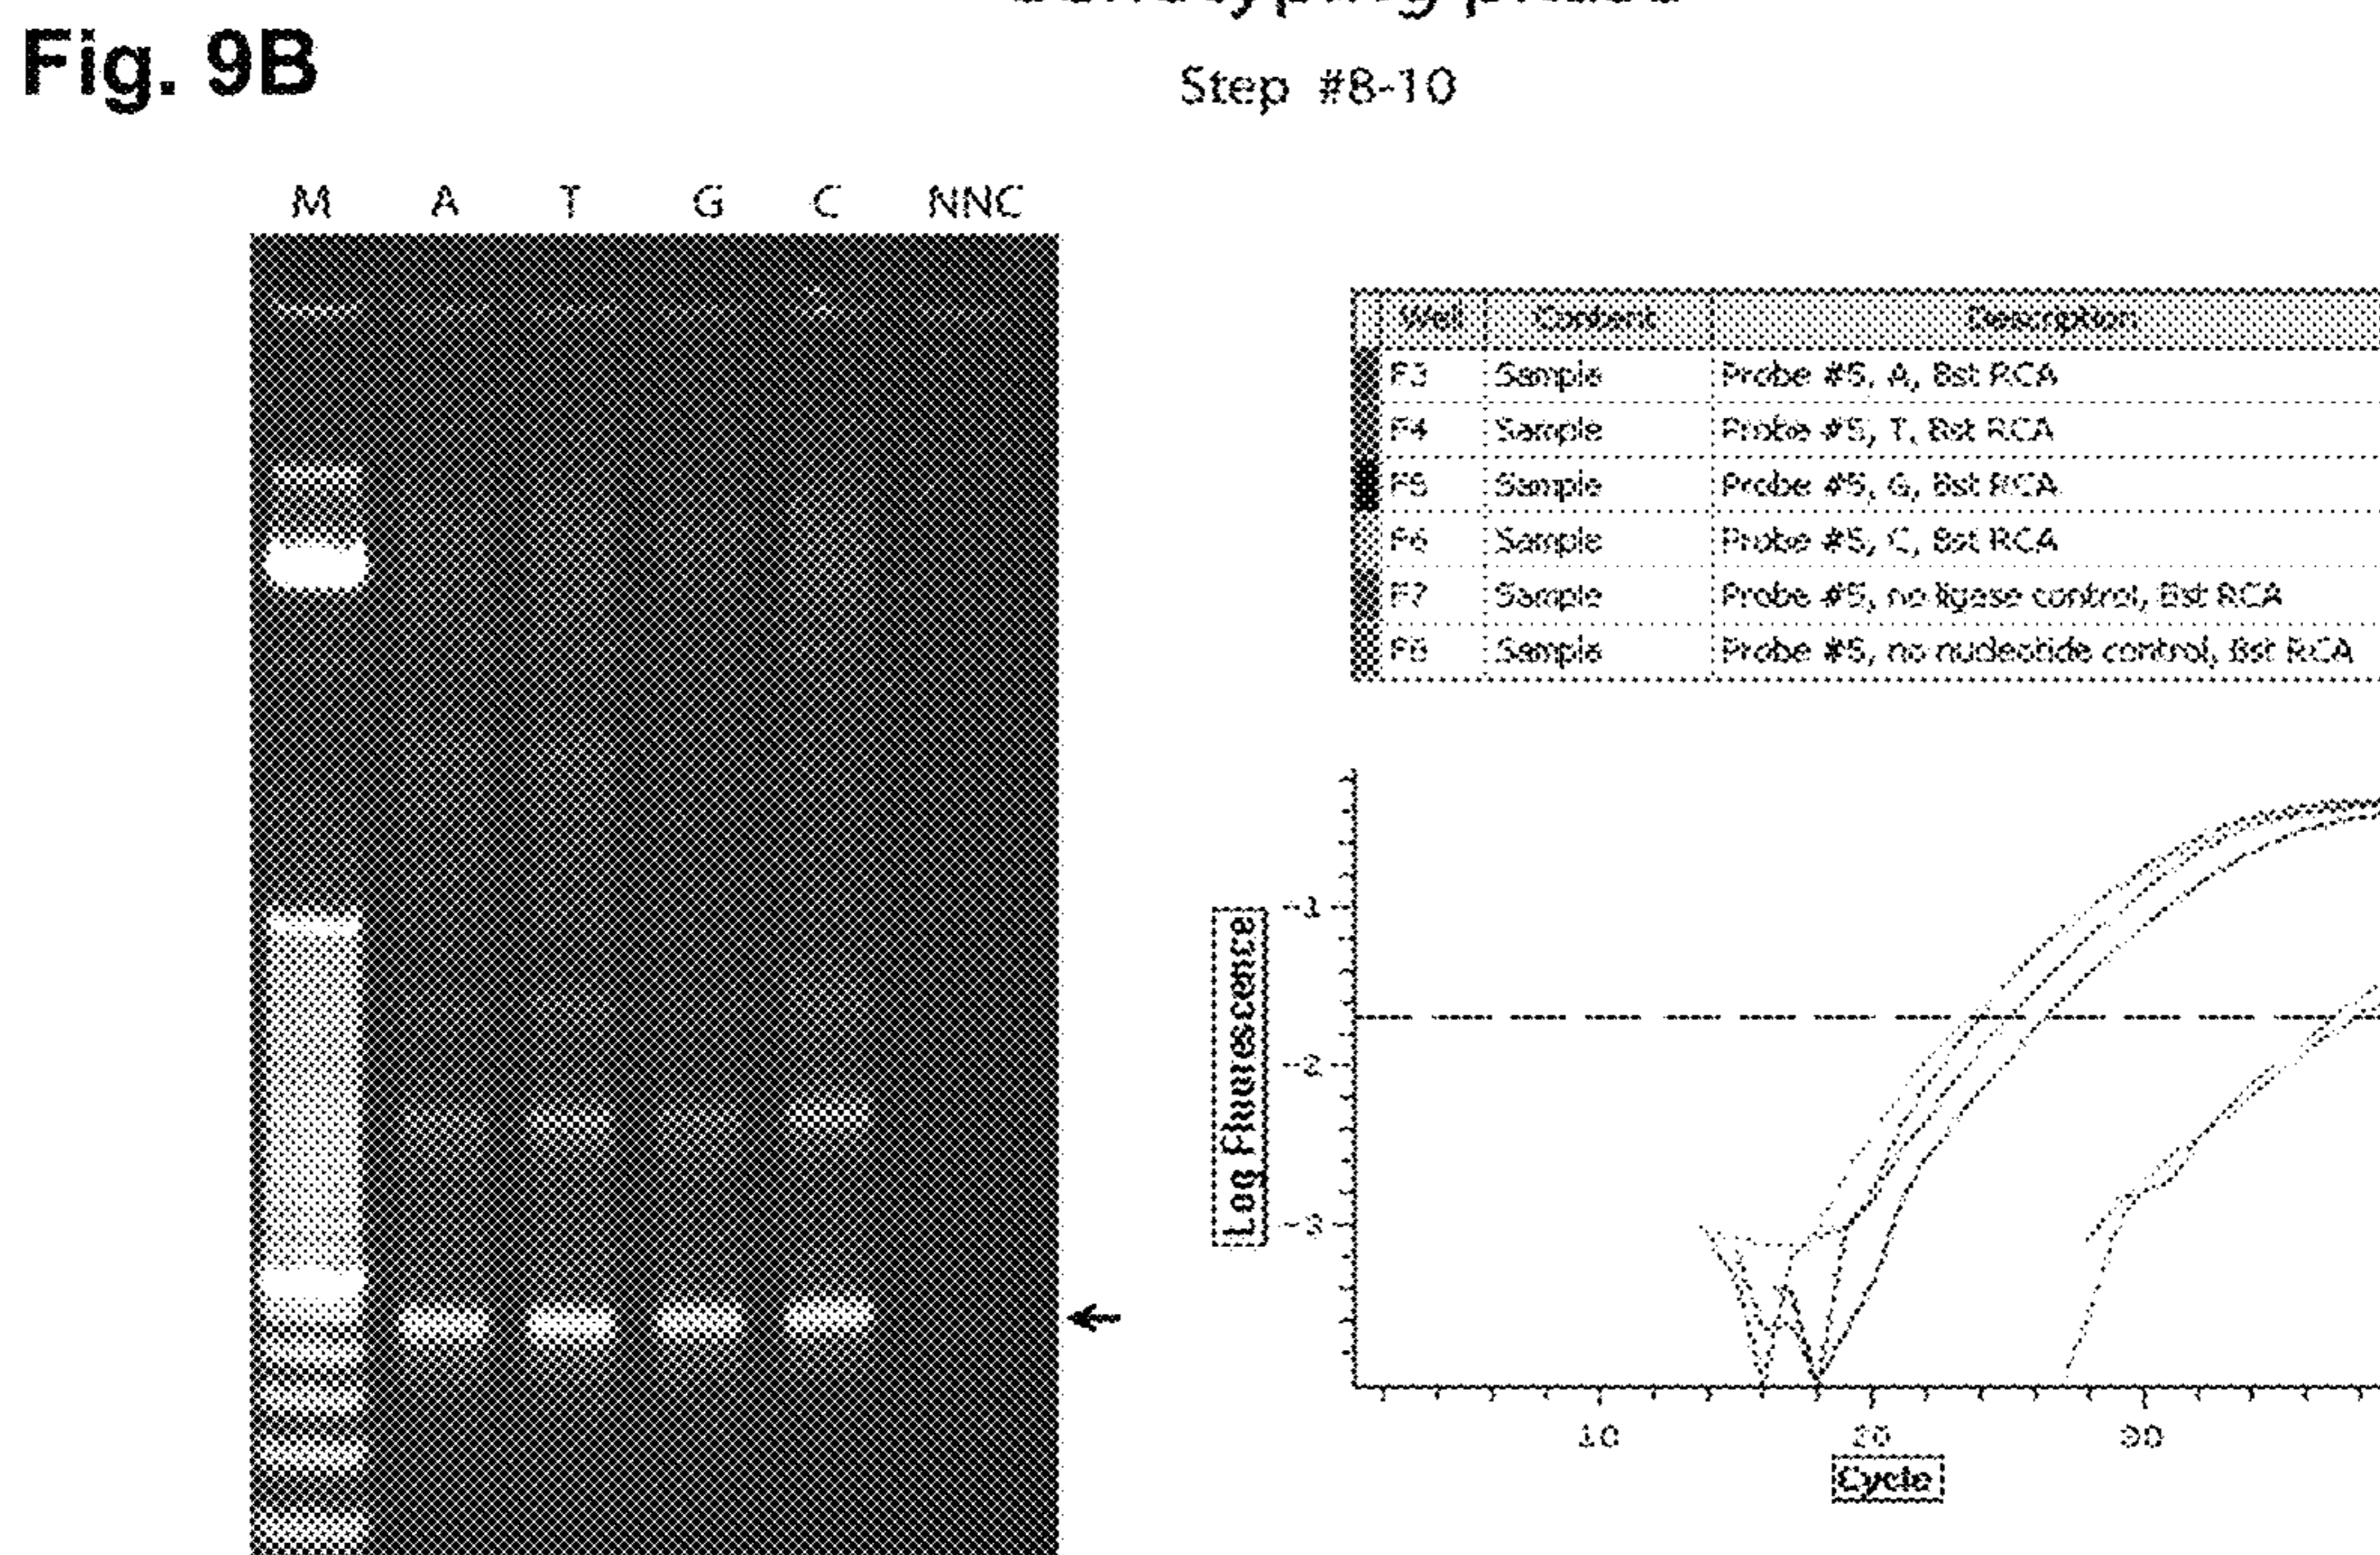 Fig. 9B
Step #8-10
M A T G C NNC
Well Content Description
F3 Sample Probe #5, A, Bst RCA
F4 Sample Probe #5, T, Bst RCA
F5 Sample Probe #5, G, Bst RCA
F6 Sample Probe #5, C, Bst RCA
F7 Sample Probe #5, no ligase control, Bst RCA
F8 Sample Probe #5, no nucleotide control, Bst RCA
Log Fluorescence
-1
-2
-3
10 20 30
Cycle